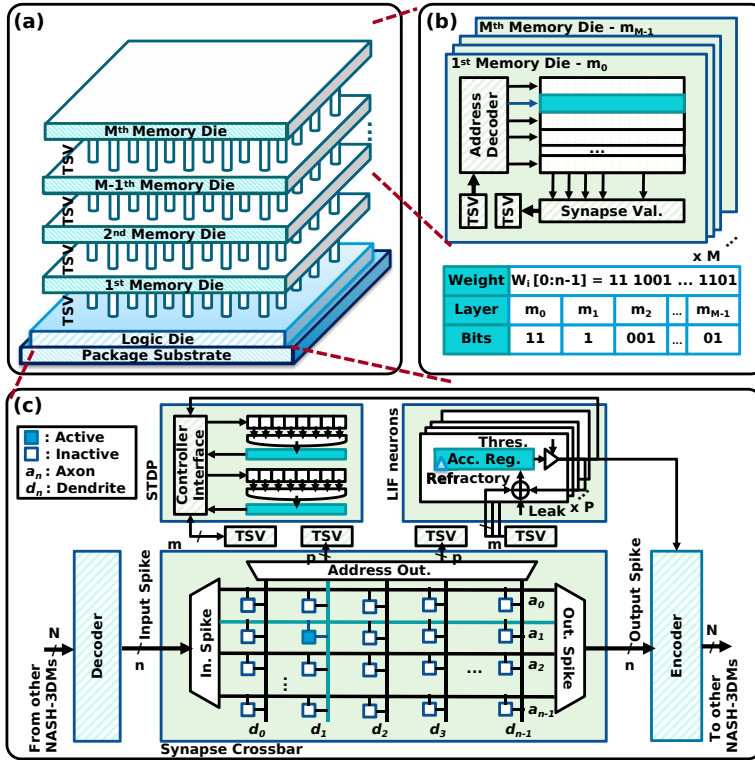 (a)
Mth Memory Die
TSV
M-1th Memory Die
TSV
2nd Memory Die
TSV
1st Memory Die
TSV
Logic Die
Package Substrate
(b)
Mth Memory Die - mM-1
1st Memory Die - m0
Address
Decoder
...
TSV
TSV
Synapse Val.
x M
...
Weight Wi [0:n-1] = 11 1001 ... 1101
Layer m0 m1 m2 ... mM-1
Bits 11 1 001 ... 01
(c)
: Active
: Inactive
an : Axon
dn : Dendrite
STDP
Controller
Interface
LIF neurons
Thres.
Acc. Reg.
Refractory
Leak
x P
m
TSV
TSV
p
TSV
p
m
TSV
Address Out.
From other
NASH-3DMs
N
Decoder
Input Spike
n
In. Spike
a0
a1
a2
an-1
...
...
d0 d1 d2 d3 dn-1
Out. Spike
Synapse Crossbar
Output Spike
n
Encoder
N
To other
NASH-3DMs